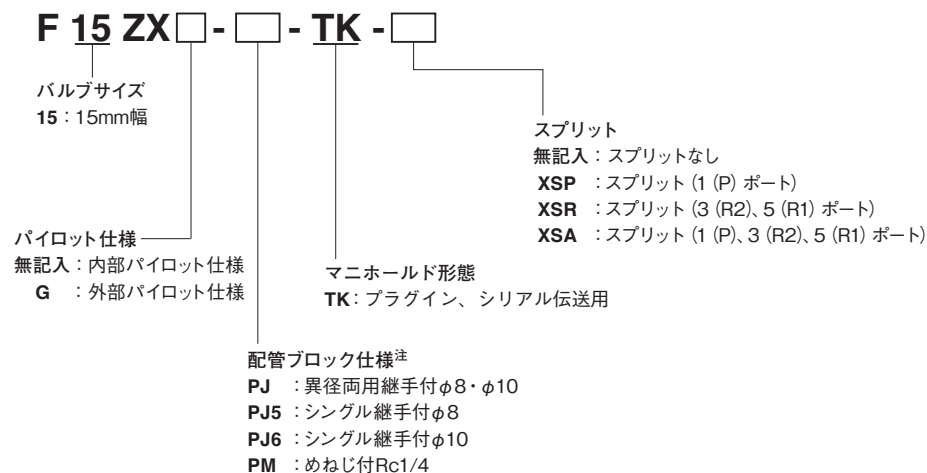 F 15 ZX□-□-TK-□
バルブサイズ
15：15mm幅
スプリット
無記入：スプリットなし
XSP ：スプリット（1（P）ポート）
XSR ：スプリット（3（R2）、5（R1）ポート）
XSA ：スプリット（1（P）、3（R2）、5（R1）ポート）
パイロット仕様
無記入：内部パイロット仕様
G ：外部パイロット仕様
マニホールド形態
TK：プラグイン、シリアル伝送用
配管ブロック仕様注
PJ ：異径両用継手付φ8・φ10
PJ5 ：シングル継手付φ8
PJ6 ：シングル継手付φ10
PM ：めねじ付Rc1/4